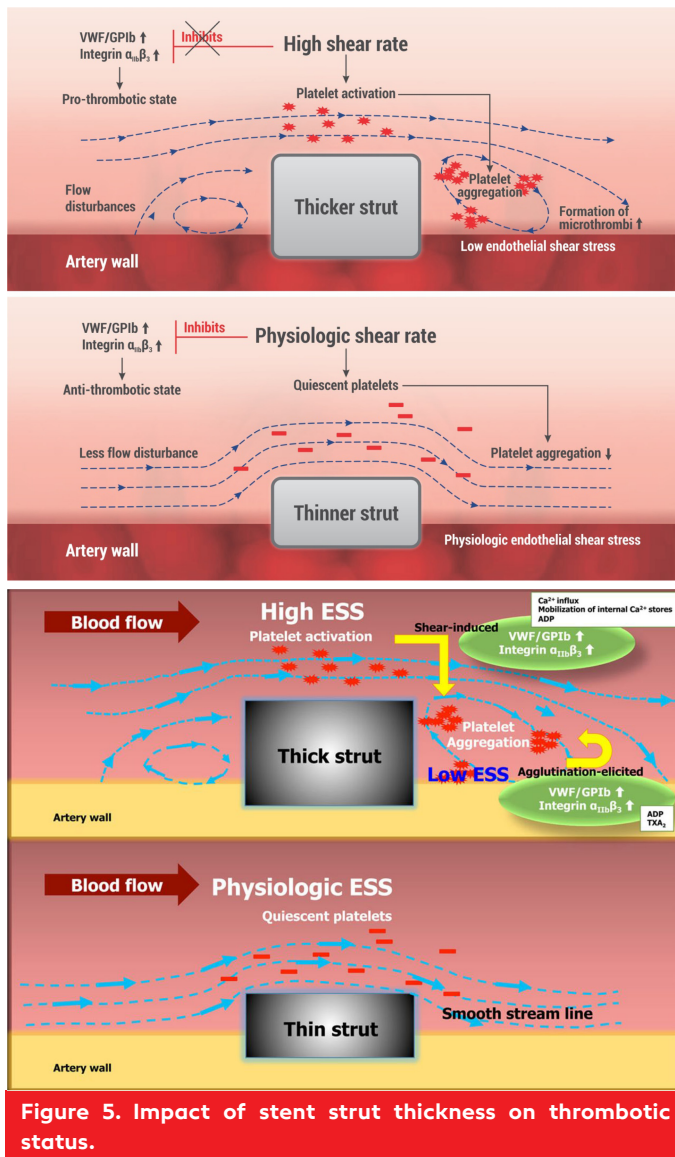 VWF/GPIb ⬆
Integrin αIIbβ3 ⬆
Inhibits
High shear rate
Pro-thrombotic state
Platelet activation
Flow
disturbances
Thicker strut
Platelet
aggregation
Formation of
microthrombi ⬆
Low endothelial shear stress
Artery wall
VWF/GPIb ⬆
Integrin αIIbβ3 ⬆
Inhibits
Physiologic shear rate
Anti-thrombotic state
Quiescent platelets
Less flow disturbance
Platelet aggregation ⬇
Thinner strut
Physiologic endothelial shear stress
Artery wall
Blood flow
High ESS
Platelet activation
Shear-induced
Ca²⁺ influx
Mobilization of internal Ca²⁺ stores
ADP
VWF/GPIb ⬆
Integrin αIIbβ3 ⬆
Thick strut
Platelet
Aggregation
Low ESS
Agglutination-elicited
VWF/GPIb ⬆
Integrin αIIbβ3 ⬆
ADP
TXA₂
Artery wall
Blood flow
Physiologic ESS
Quiescent platelets
Thin strut
Smooth stream line
Artery wall
Figure 5. Impact of stent strut thickness on thrombotic
status.